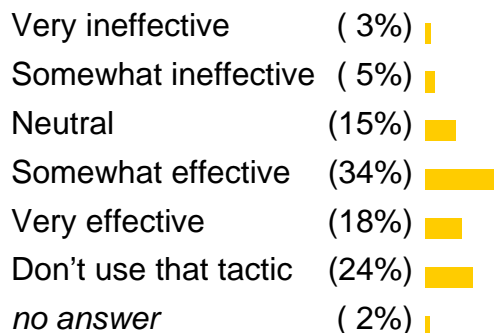 Very ineffective ( 3%)
Somewhat ineffective ( 5%)
Neutral (15%)
Somewhat effective (34%)
Very effective (18%)
Don’t use that tactic (24%)
no answer ( 2%)